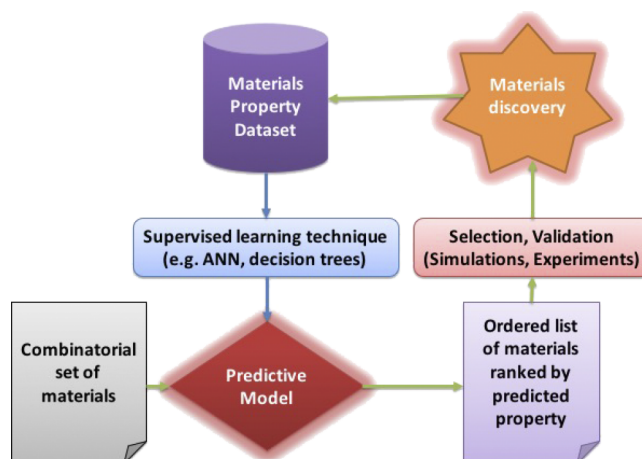 Materials
Property
Dataset
Materials
discovery
Supervised learning technique
(e.g. ANN, decision trees)
Selection, Validation
(Simulations, Experiments)
Combinatorial
set of
materials
Predictive
Model
Ordered list
of materials
ranked by
predicted
property